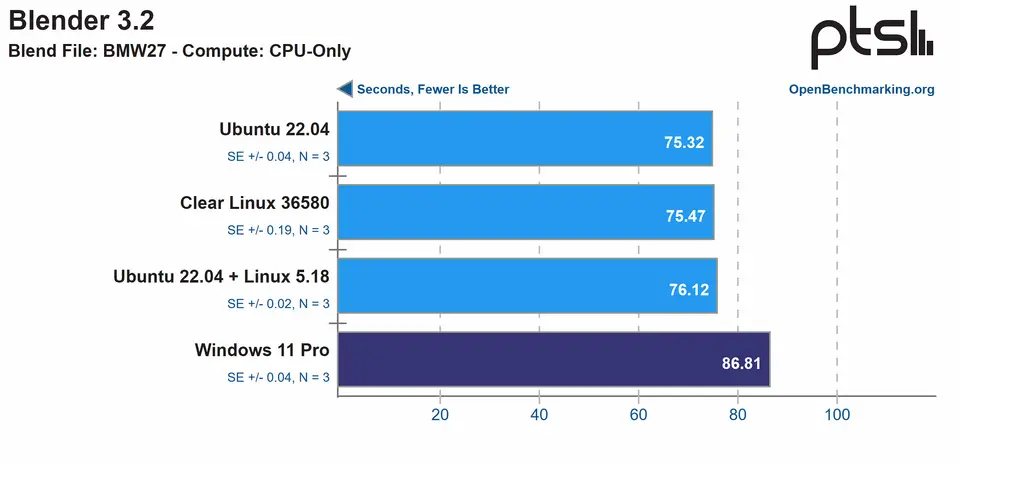 Blender 3.2
Blend File: BMW27 - Compute: CPU-Only
ptsl
Seconds, Fewer Is Better
OpenBenchmarking.org
Ubuntu 22.04
SE +/- 0.04, N = 3
75.32
Clear Linux 36580
SE +/- 0.19, N = 3
75.47
Ubuntu 22.04 + Linux 5.18
SE +/- 0.02, N = 3
76.12
Windows 11 Pro
SE +/- 0.04, N = 3
86.81
20 40 60 80 100